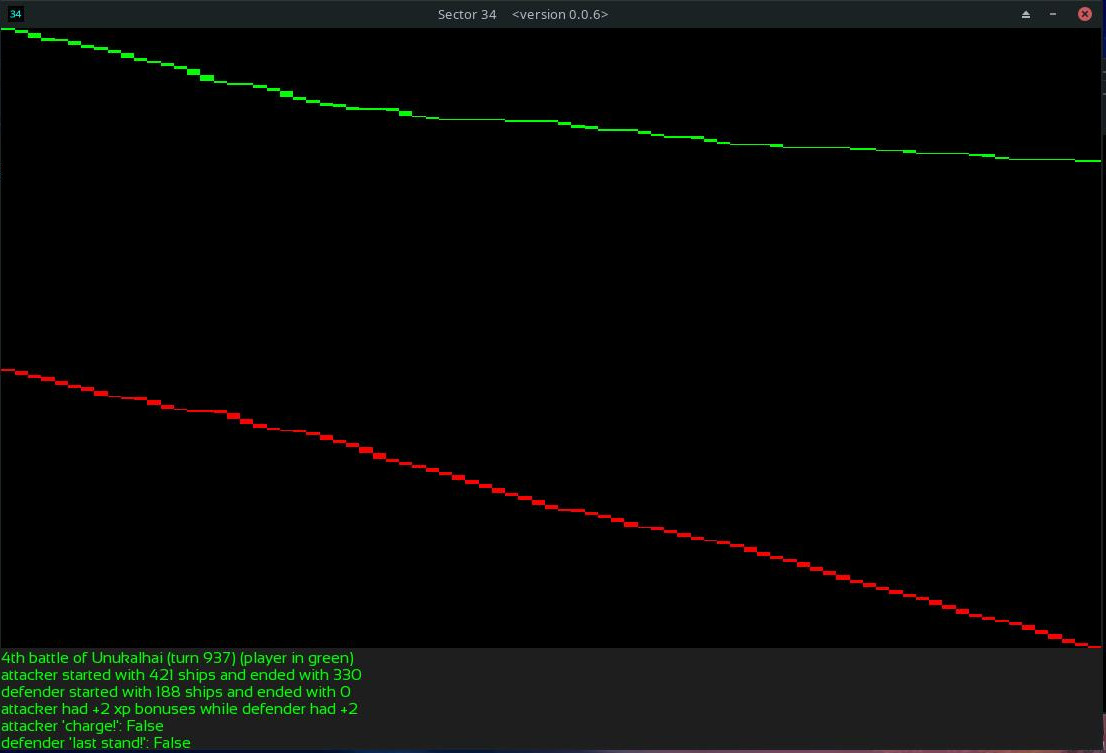 34
Sector 34 <version 0.0.6>
4th battle of Unukalhai (turn 937) (player in green)
attacker started with 421 ships and ended with 330
defender started with 188 ships and ended with 0
attacker had +2 xp bonuses while defender had +2
attacker 'charge!': False
defender 'last stand!': False